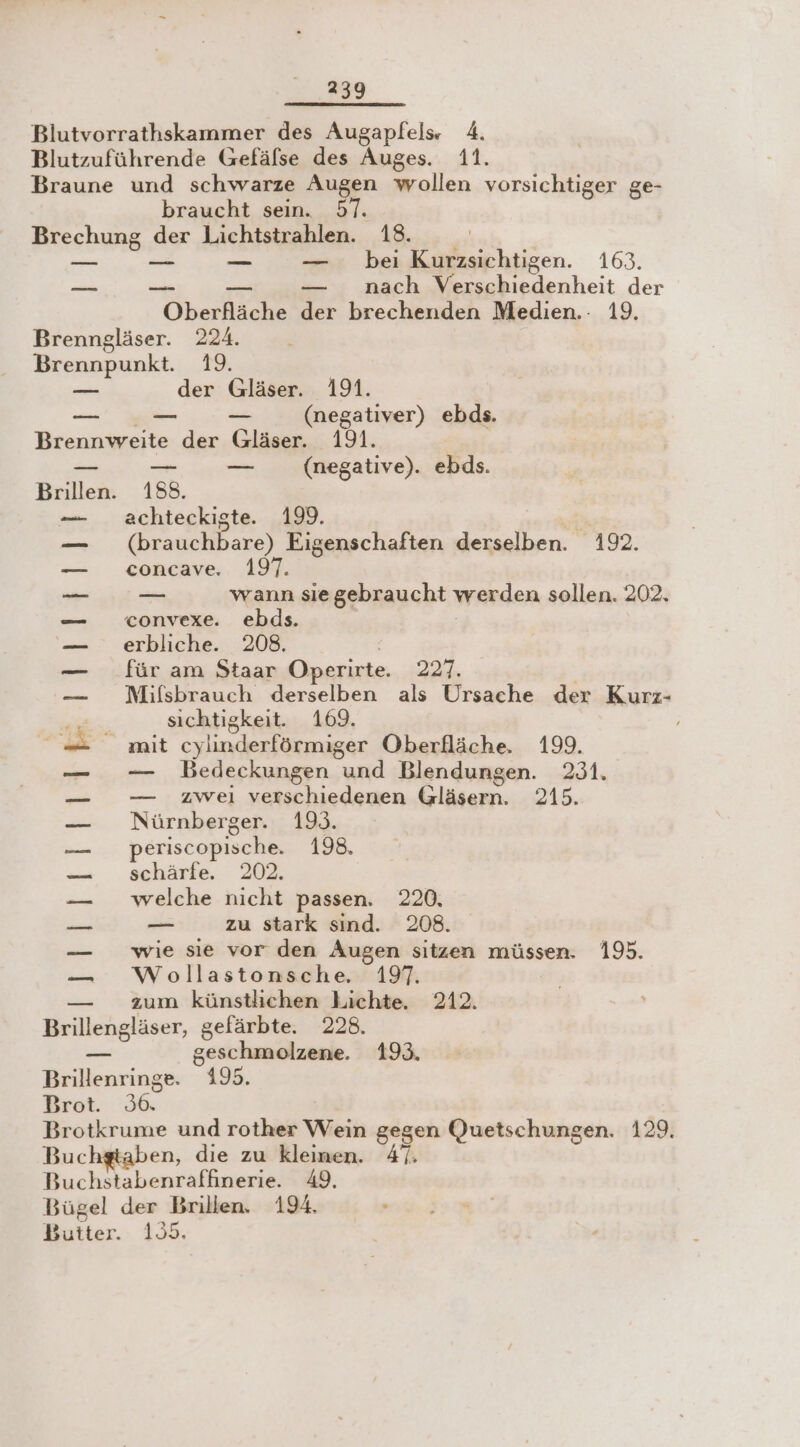 239
Blutvorrathskammer des Augapfels. 4.
Blutzuführende Gefäſse des Auges. 11.
Braune und schwarze Augen wollen vorsichtiger ge-
braucht sein. 57.
Brechung der Lichtstrahlen. 18.
— — — — bei Kurzsichtigen. 163.
— — — — nach Verschiedenheit der
Oberfläche der brechenden Medien. 19.
Brenngläser. 224.
Brennpunkt. 19.
— der Gläser. 191.
— — — (negativer) ebds.
Brennweite der Gläser. 191.
— — — (negative). ebds.
Brillen. 188.
— achteckigte. 199.
— (brauchbare) Eigenschaften derselben. 192.
— concave. 197.
— — wann sie gebraucht werden sollen. 202.
— convexe. ebds.
— erbliche. 208.
— für am Staar Operirte. 227.
— Miſsbrauch derselben als Ursache der Kurz-
sichtigkeit. 169.
— mit cylinderförmiger Oberfläche. 199.
— — Bedeckungen und Blendungen. 231.
— — zwei verschiedenen Gläsern. 215.
— Nürnberger. 193.
— periscopische. 198.
— schärfe. 202.
— welche nicht passen. 220.
— — zu stark sind. 208.
— wie sie vor den Augen sitzen müssen. 195.
— Wollastonsche. 197.
— zum künstlichen Lichte. 212.
Brillengläser, gefärbte. 228.
— geschmolzene. 193.
Brillenringe. 195.
Brot. 36.
Brotkrume und rother Wein gegen Quetschungen. 129.
Buchstaben, die zu kleinen. 47.
Buchstabenraffinerie. 49.
Bügel der Brillen. 194.
Butter. 135.